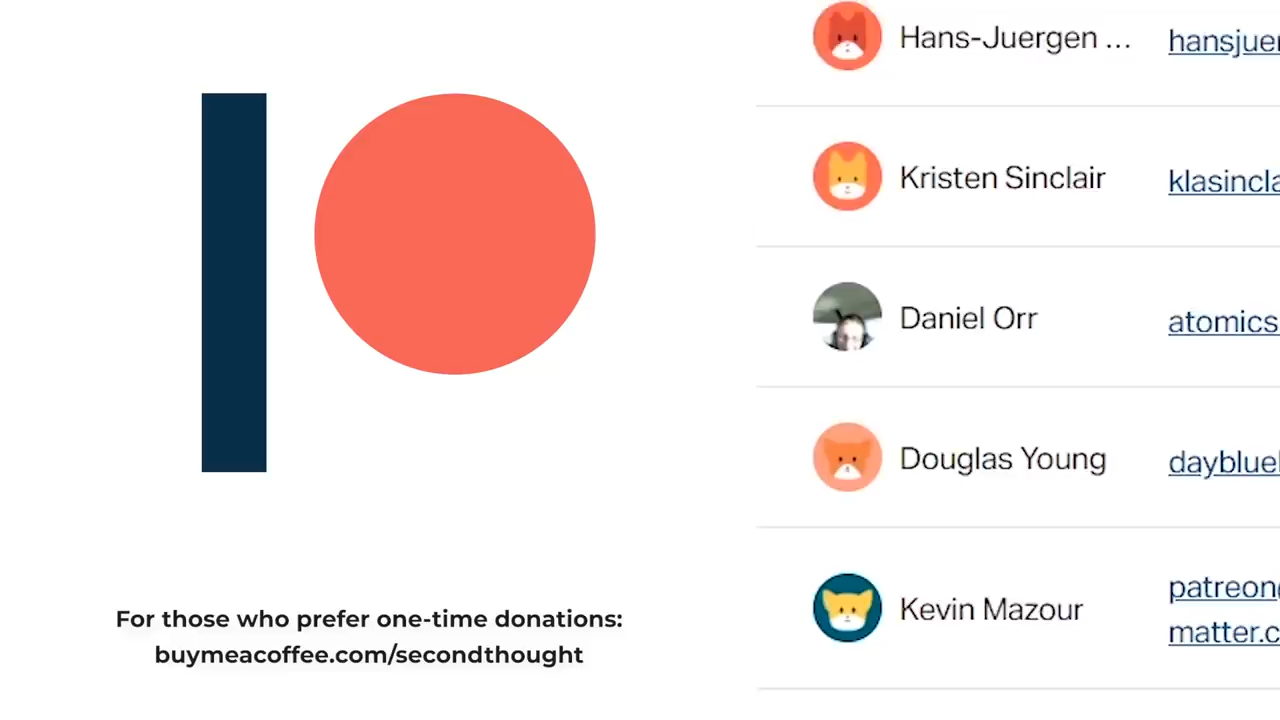 Hans-Juergen ...
hansjuer
Kristen Sinclair
klasincla
Daniel Orr
atomics
Douglas Young
dayblue
Kevin Mazour
patreon
matter.c
For those who prefer one-time donations:
buymeacoffee.com/secondthought